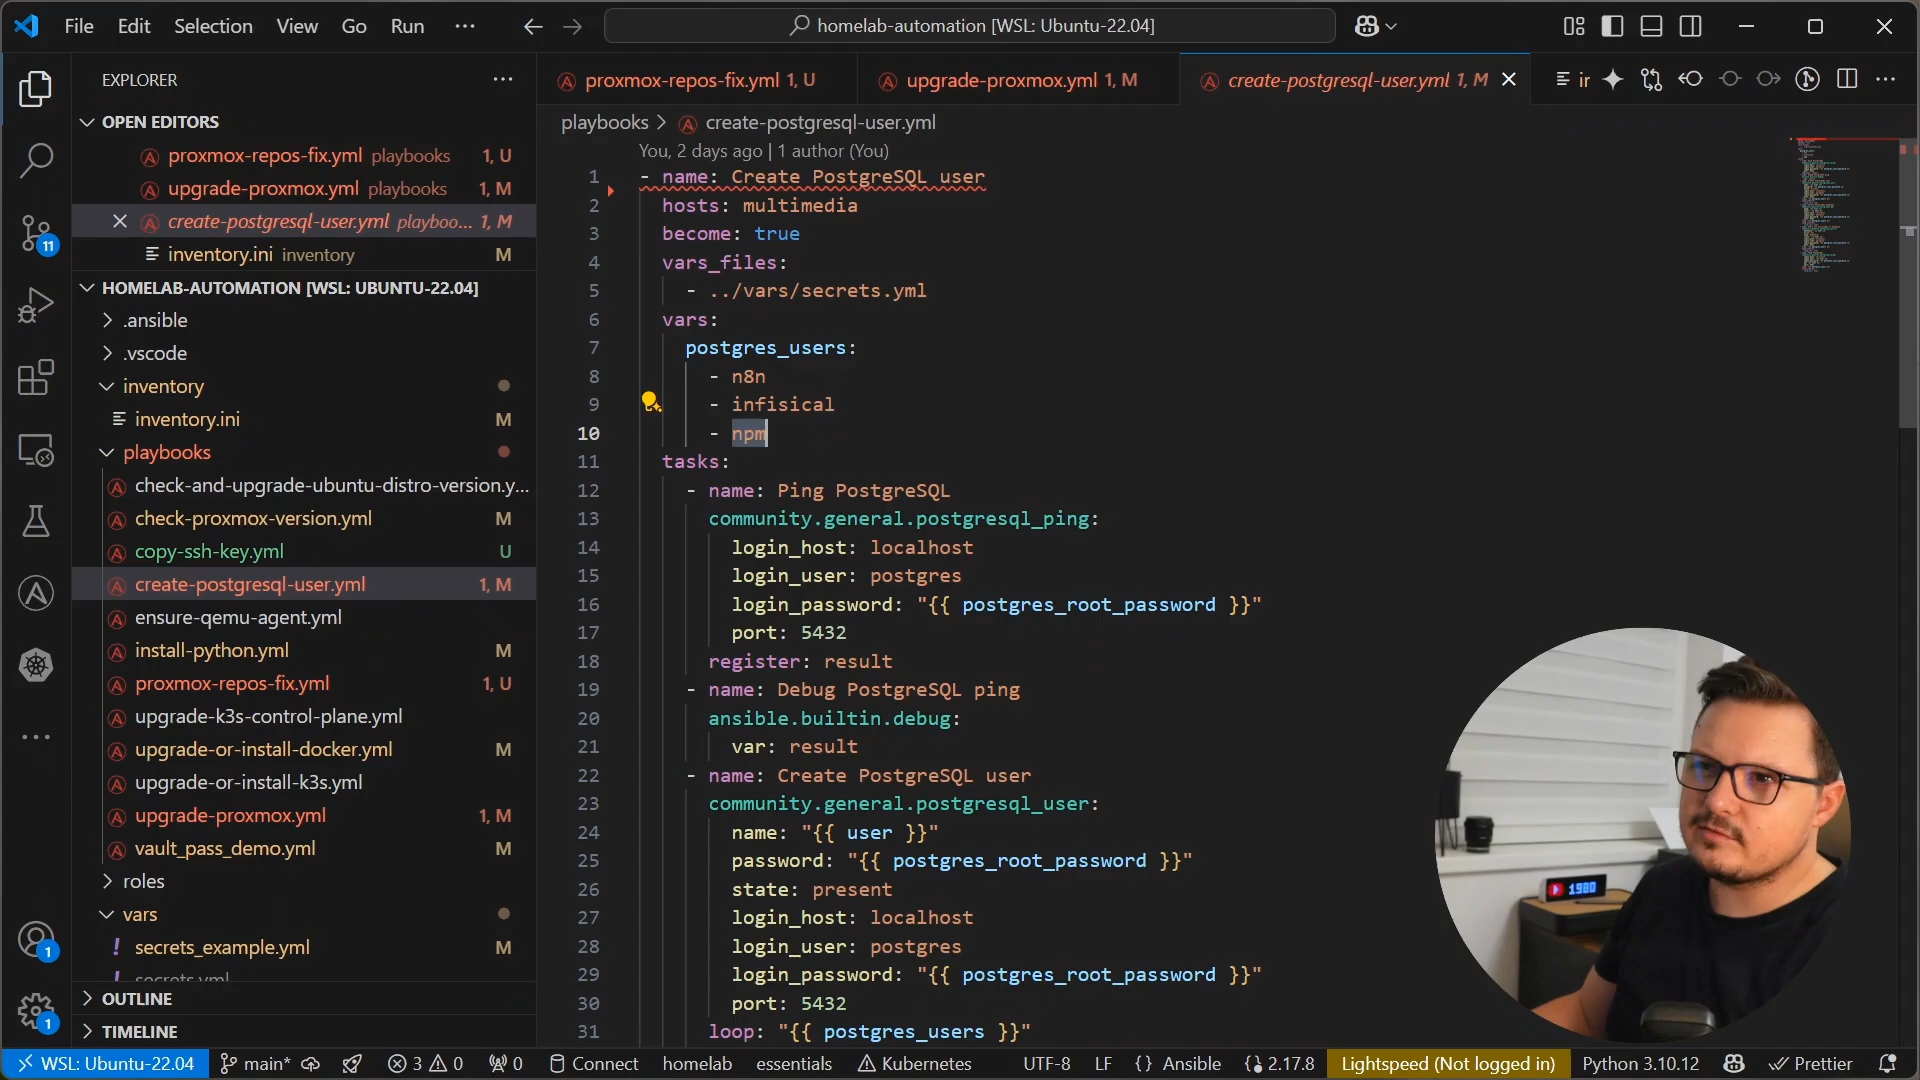 File Edit Selection View Go Run ··· homelab-automation [WSL: Ubuntu-22.04]
EXPLORER
proxmox-repos-fix.yml 1, U
upgrade-proxmox.yml 1, M
create-postgresql-user.yml 1, M
ir
OPEN EDITORS
proxmox-repos-fix.yml playbooks 1, U
upgrade-proxmox.yml playbooks 1, M
create-postgresql-user.yml playboo... 1, M
inventory.ini inventory M
HOMELAB-AUTOMATION [WSL: UBUNTU-22.04]
.ansible
.vscode
inventory
inventory.ini M
playbooks
check-and-upgrade-ubuntu-distro-version.y...
check-proxmox-version.yml M
copy-ssh-key.yml U
create-postgresql-user.yml 1, M
ensure-qemu-agent.yml
install-python.yml M
proxmox-repos-fix.yml 1, U
upgrade-k3s-control-plane.yml
upgrade-or-install-docker.yml M
upgrade-or-install-k3s.yml
upgrade-proxmox.yml 1, M
vault_pass_demo.yml M
roles
vars
secrets_example.yml M
secrets.yml
OUTLINE
TIMELINE
11
1
1
playbooks > create-postgresql-user.yml
You, 2 days ago | 1 author (You)
1 - name: Create PostgreSQL user
2 hosts: multimedia
3 become: true
4 vars_files:
5 - ../vars/secrets.yml
6 vars:
7 postgres_users:
8 - n8n
9 - infisical
10 - npm
11 tasks:
12 - name: Ping PostgreSQL
13 community.general.postgresql_ping:
14 login_host: localhost
15 login_user: postgres
16 login_password: "{{ postgres_root_password }}"
17 port: 5432
18 register: result
19 - name: Debug PostgreSQL ping
20 ansible.builtin.debug:
21 var: result
22 - name: Create PostgreSQL user
23 community.general.postgresql_user:
24 name: "{{ user }}"
25 password: "{{ postgres_root_password }}"
26 state: present
27 login_host: localhost
28 login_user: postgres
29 login_password: "{{ postgres_root_password }}"
30 port: 5432
31 loop: "{{ postgres_users }}"
1980
WSL: Ubuntu-22.04 main* 3 0 0 Connect homelab essentials Kubernetes UTF-8 LF {} Ansible 2.17.8 Lightspeed (Not logged in) Python 3.10.12 Prettier